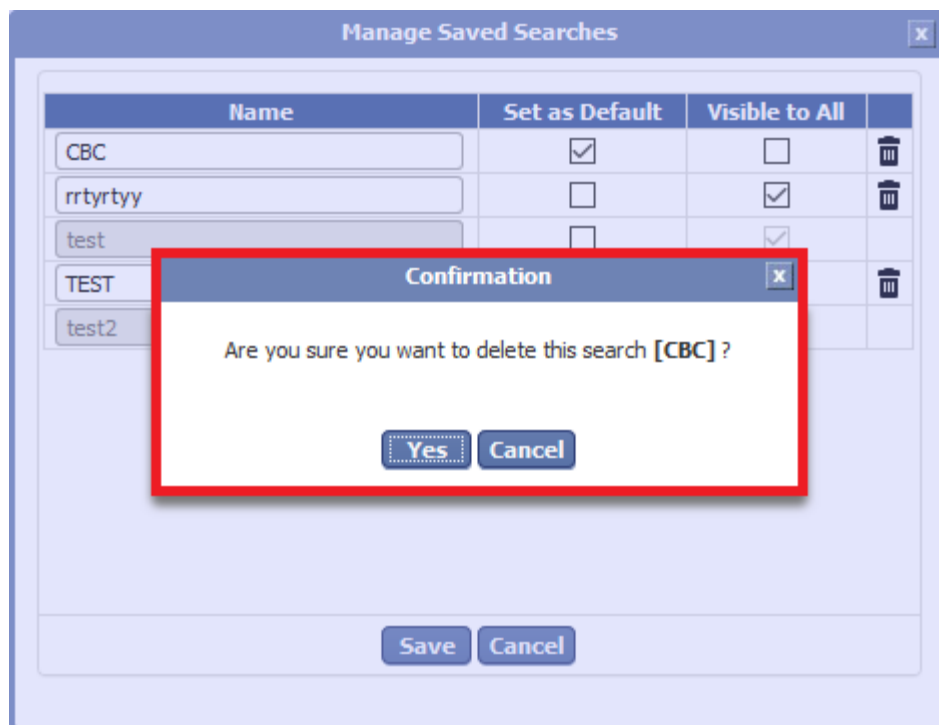 Manage Saved Searches x
Name Set as Default Visible to All
CBC
rrtyrtyy
test
TEST
test2
Confirmation x
Are you sure you want to delete this search [CBC] ?
Yes Cancel
Save Cancel